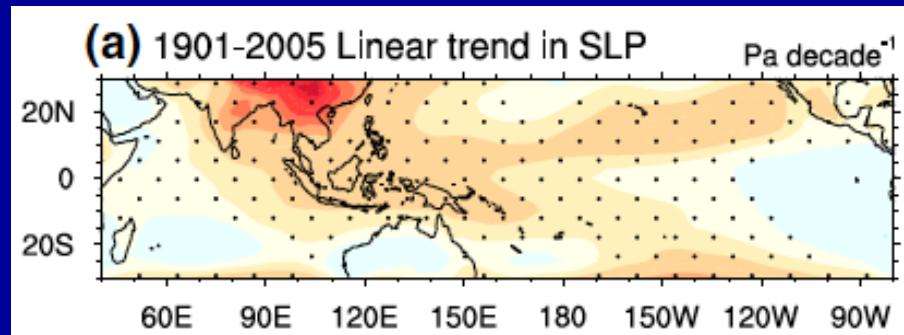 (a) 1901-2005 Linear trend in SLP
Pa decade⁻¹
20N
0
20S
60E 90E 120E 150E 180 150W 120W 90W